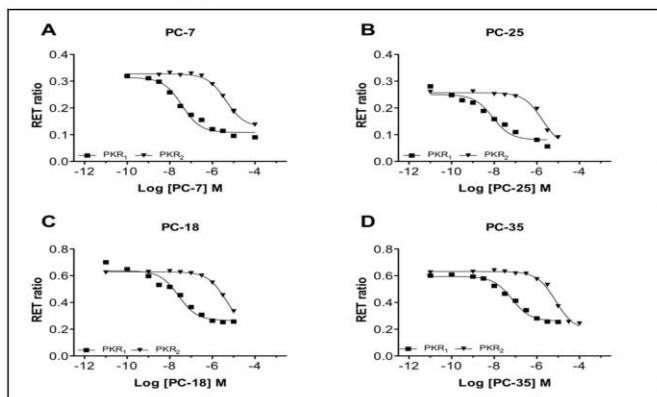 A
PC-7
RET ratio
0.4
0.3
0.2
0.1
0.0
PKR1 PKR2
-12 -10 -8 -6 -4
Log [PC-7] M
B
PC-25
RET ratio
0.4
0.3
0.2
0.1
0.0
PKR1 PKR2
-12 -10 -8 -6 -4
Log [PC-25] M
C
PC-18
RET ratio
0.8
0.6
0.4
0.2
0.0
PKR1 PKR2
-12 -10 -8 -6 -4
Log [PC-18] M
D
PC-35
RET ratio
0.8
0.6
0.4
0.2
0.0
PKR1 PKR2
-12 -10 -8 -6 -4
Log [PC-35] M